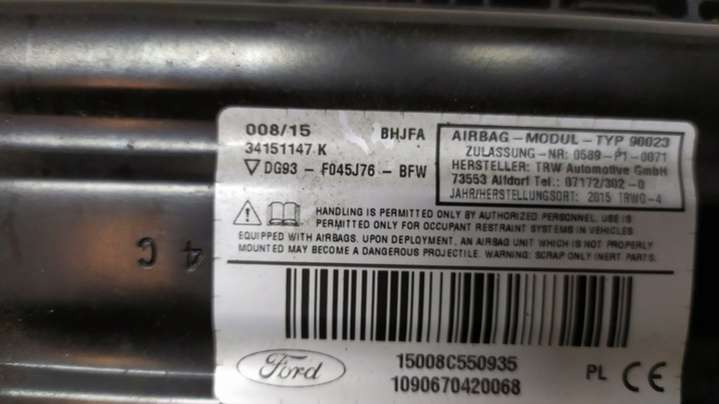 008/15 BHJFA
34151147 K
DG93 - F045J76 - BFW
AIRBAG-MODUL-TYP 90023
ZULASSUNG-NR: 0589-P1-0071
HERSTELLER: TRW Automotive GmbH
73553 Alfdorf Tel.: 07172/302-0
JAHR/HERSTELLUNGSORT: 2015 TRWO-4
HANDLING IS PERMITTED ONLY BY AUTHORIZED PERSONNEL. USE IS
PERMITTED ONLY FOR OCCUPANT RESTRAINT SYSTEMS IN VEHICLES
EQUIPPED WITH AIRBAGS. UPON DEPLOYMENT, AN AIRBAG UNIT WHICH IS NOT PROPERLY
MOUNTED MAY BECOME A DANGEROUS PROJECTILE. WARNING: SCRAP ONLY INERT PARTS.
4 C
Ford
15008C550935
1090670420068
PL CE